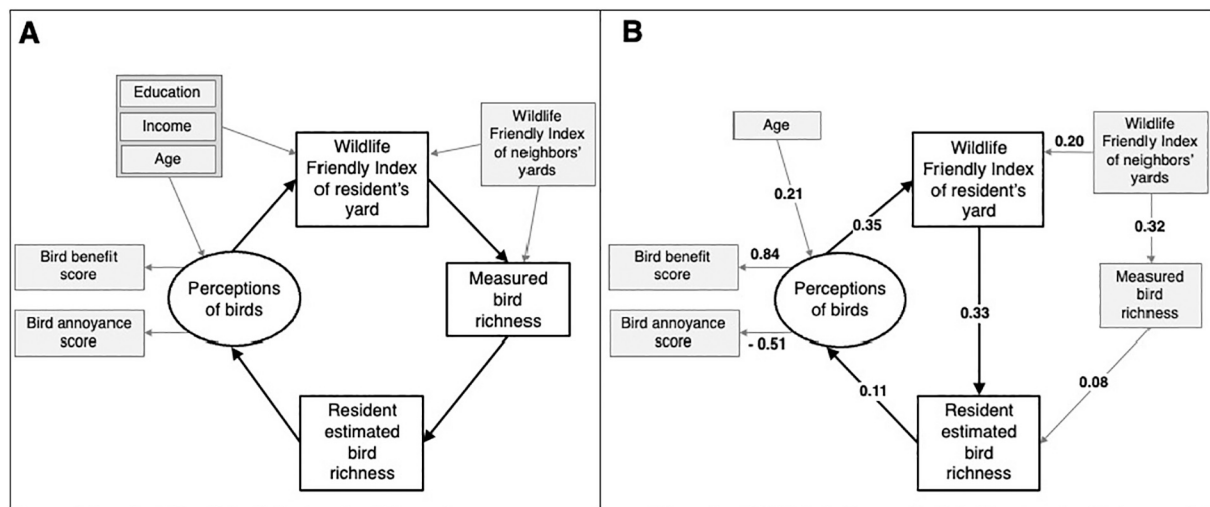 A
Education
Income
Age
Wildlife
Friendly Index
of neighbors'
yards
Wildlife
Friendly Index
of resident's
yard
Bird benefit
score
Perceptions
of birds
Measured
bird
richness
Bird annoyance
score
Resident
estimated
bird
richness
B
Age
Wildlife
Friendly Index
of resident's
yard
0.20
Wildlife
Friendly Index
of neighbors'
yards
0.21
0.35
0.32
Bird benefit
score
0.84
Perceptions
of birds
Measured
bird
richness
0.33
Bird annoyance
score
- 0.51
0.11
0.08
Resident
estimated
bird
richness